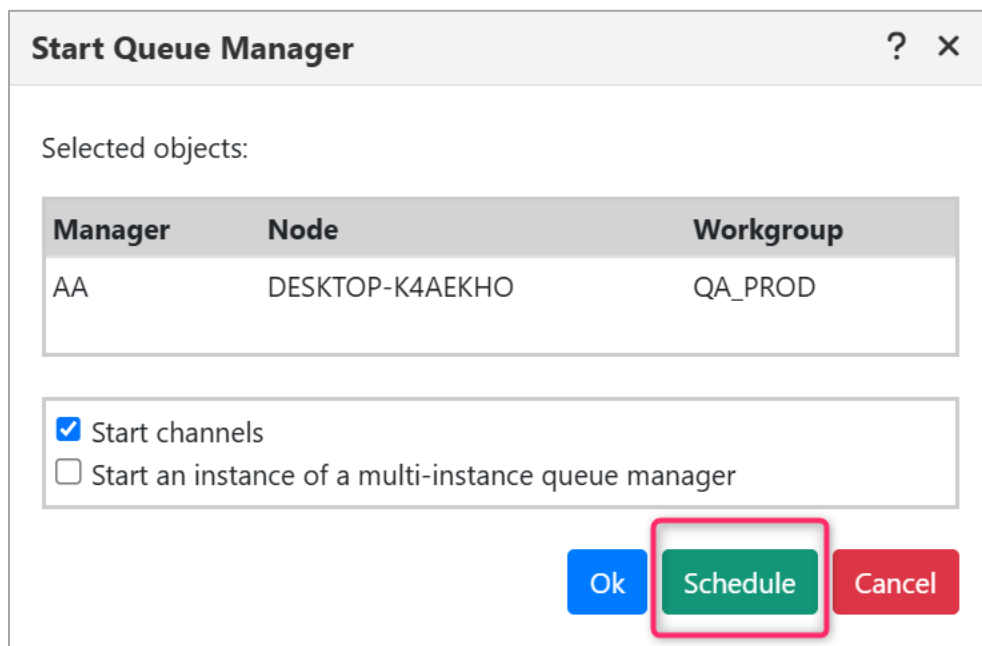 Start Queue Manager ? ×
Selected objects:
Manager Node Workgroup
AA DESKTOP-K4AEKHO QA_PROD
Start channels
Start an instance of a multi-instance queue manager
Ok Schedule Cancel